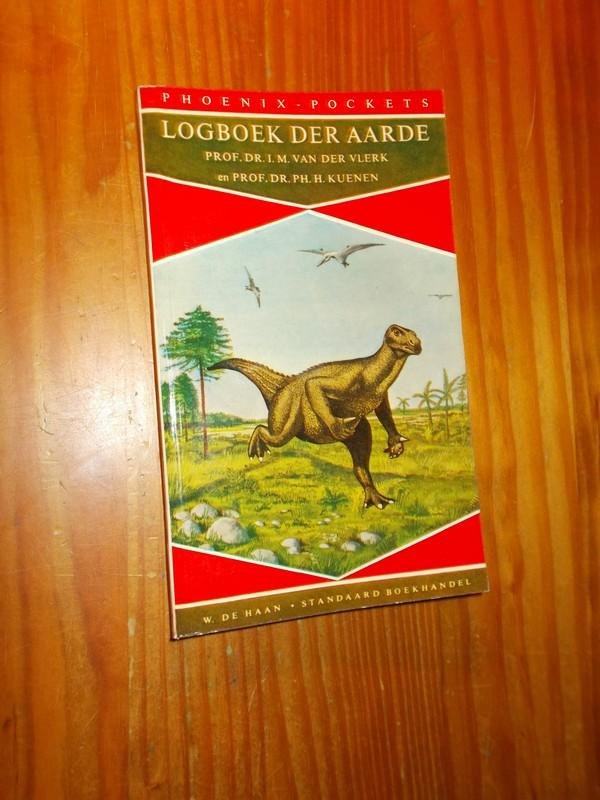 PHOENIX-POCKETS
LOGBOEK DER AARDE
PROF. DR. I. M. VAN DER VLERK
en PROF. DR. PH. H. KUENEN
W. DE HAAN • STANDAARD BOEKHANDEL